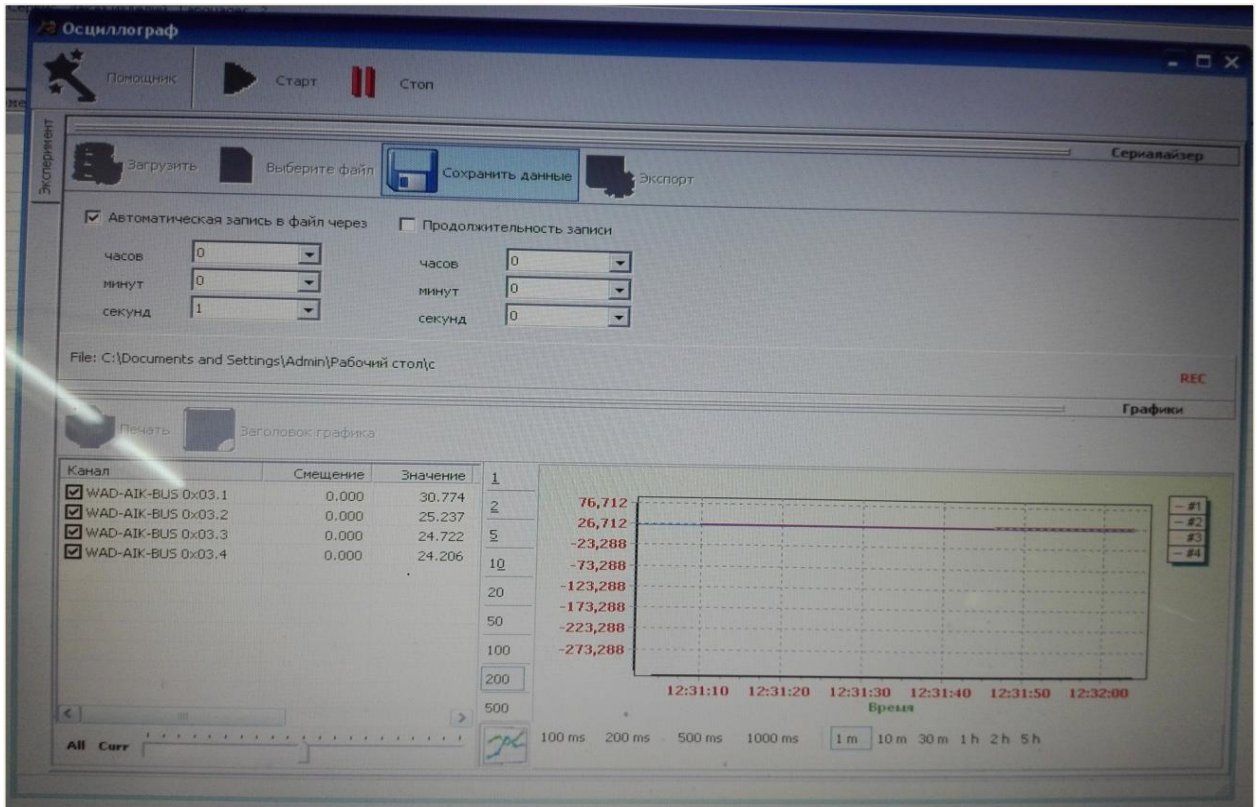 Осциллограф
Помощник Старт Стоп
Эксперимент
Сериалайзер
Загрузить Выберите файл Сохранить данные Экспорт
Автоматическая запись в файл через Продолжительность записи
часов 0 часов 0
минут 0 минут 0
секунд 1 секунд 0
File: C:\Documents and Settings\Admin\Рабочий стол\с
REC
Графики
Печать Заголовок графика
Канал Смещение Значение
WAD-AIK-BUS 0x03.1 0.000 30.774
WAD-AIK-BUS 0x03.2 0.000 25.237
WAD-AIK-BUS 0x03.3 0.000 24.722
WAD-AIK-BUS 0x03.4 0.000 24.206
1
2
5
10
20
50
100
200
500
76,712
26,712
-23,288
-73,288
-123,288
-173,288
-223,288
-273,288
#1
#2
#3
#4
12:31:10 12:31:20 12:31:30 12:31:40 12:31:50 12:32:00
Время
All Curr
100 ms 200 ms 500 ms 1000 ms 1 m 10 m 30 m 1 h 2 h 5 h